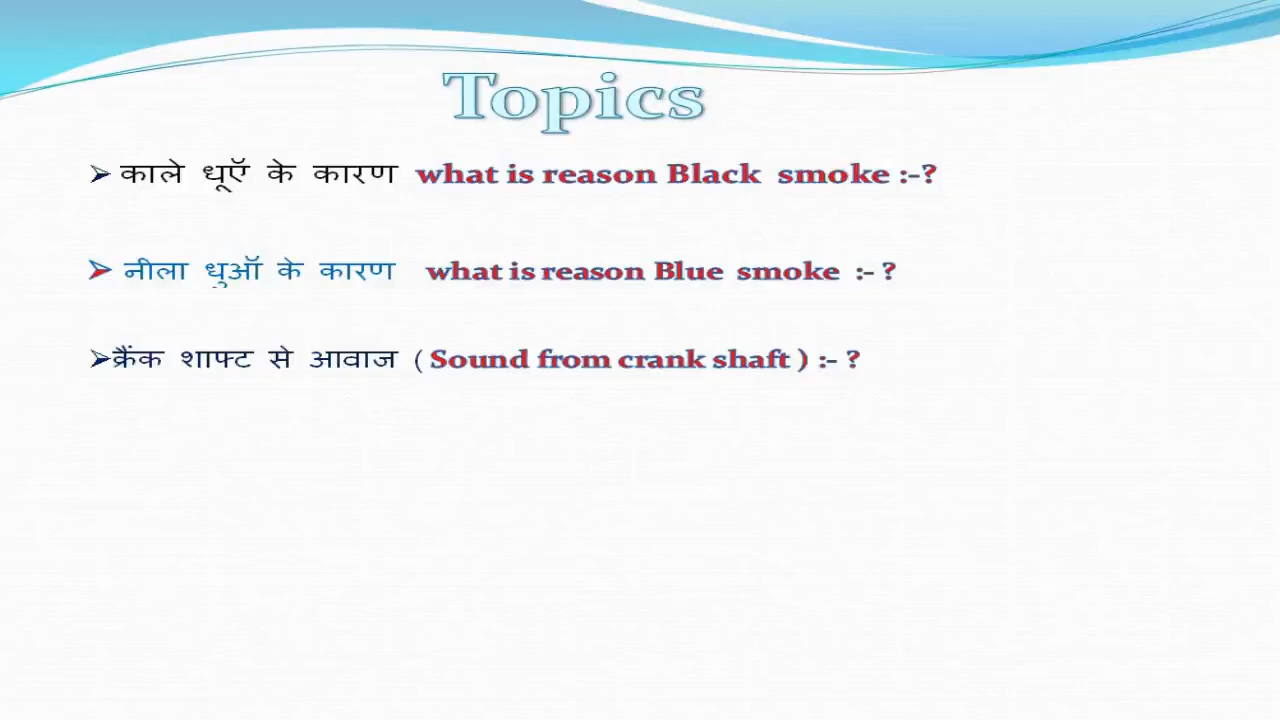 Topics
काले धूएॅ के कारण what is reason Black smoke :-?
नीला धुऑ के कारण what is reason Blue smoke :- ?
क्रैंक शाफ्ट से आवाज ( Sound from crank shaft ) :- ?